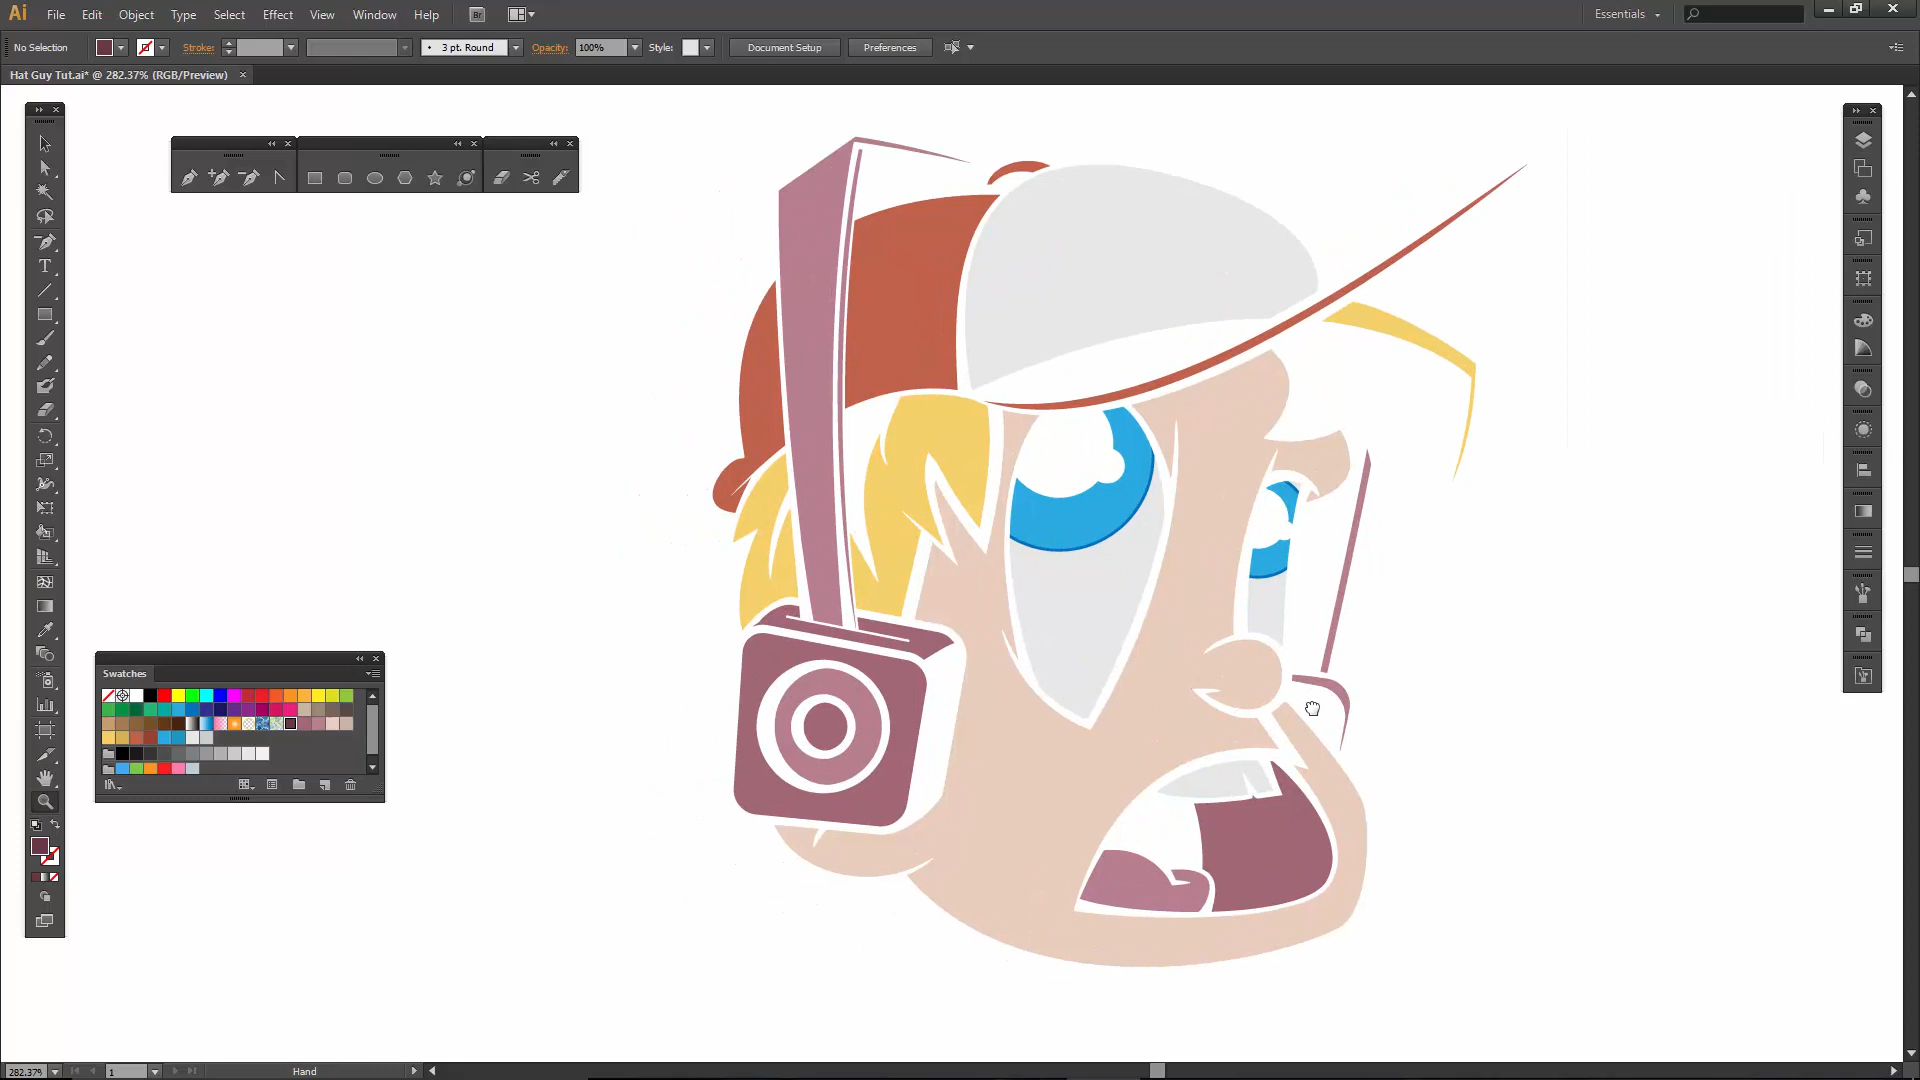 Ai File Edit Object Type Select Effect View Window Help Br Essentials
No Selection Stroke: 3 pt. Round Opacity: 100% Style: Document Setup Preferences
Hat Guy Tut.ai* @ 282.37% (RGB/Preview)
Swatches
282.37% 1 Hand